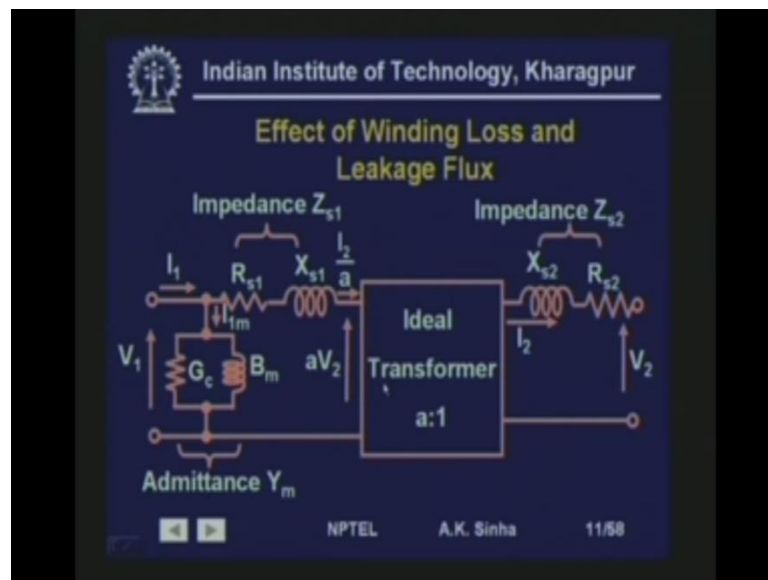 Indian Institute of Technology, Kharagpur
Effect of Winding Loss and
Leakage Flux
Impedance Zs1
Impedance Zs2
I1
Rs1
Xs1
I2
a
Xs2
Rs2
I1m
Ideal
Transformer
a:1
I2
V1
Gc
Bm
aV2
V2
Admittance Ym
NPTEL
A.K. Sinha
11/58